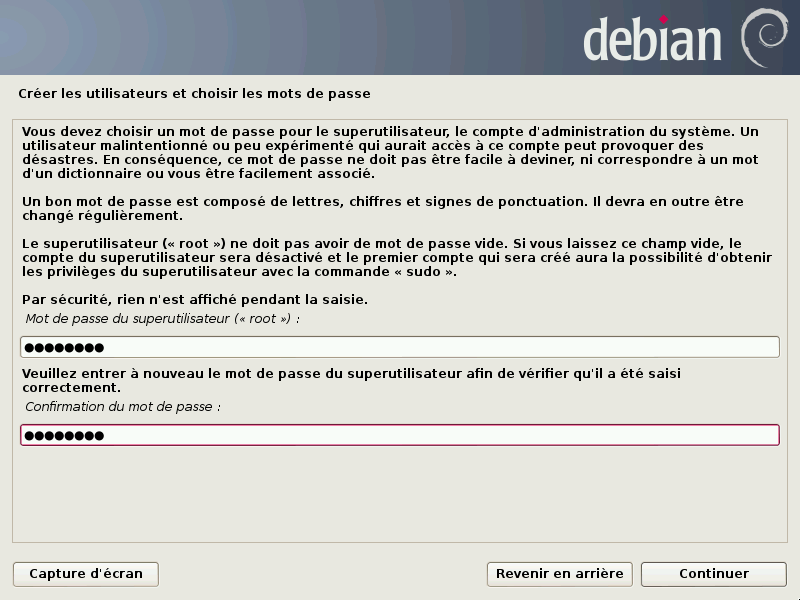 debian
Créer les utilisateurs et choisir les mots de passe
Vous devez choisir un mot de passe pour le superutilisateur, le compte d'administration du système. Un
utilisateur malintentionné ou peu expérimenté qui aurait accès à ce compte peut provoquer des
désastres. En conséquence, ce mot de passe ne doit pas être facile à deviner, ni correspondre à un mot
d'un dictionnaire ou vous être facilement associé.
Un bon mot de passe est composé de lettres, chiffres et signes de ponctuation. Il devra en outre être
changé régulièrement.
Le superutilisateur (« root ») ne doit pas avoir de mot de passe vide. Si vous laissez ce champ vide, le
compte du superutilisateur sera désactivé et le premier compte qui sera créé aura la possibilité d'obtenir
les privilèges du superutilisateur avec la commande « sudo ».
Par sécurité, rien n'est affiché pendant la saisie.
Mot de passe du superutilisateur (« root ») :
●●●●●●●●
Veuillez entrer à nouveau le mot de passe du superutilisateur afin de vérifier qu'il a été saisi
correctement.
Confirmation du mot de passe :
●●●●●●●●
Capture d'écran
Revenir en arrière
Continuer